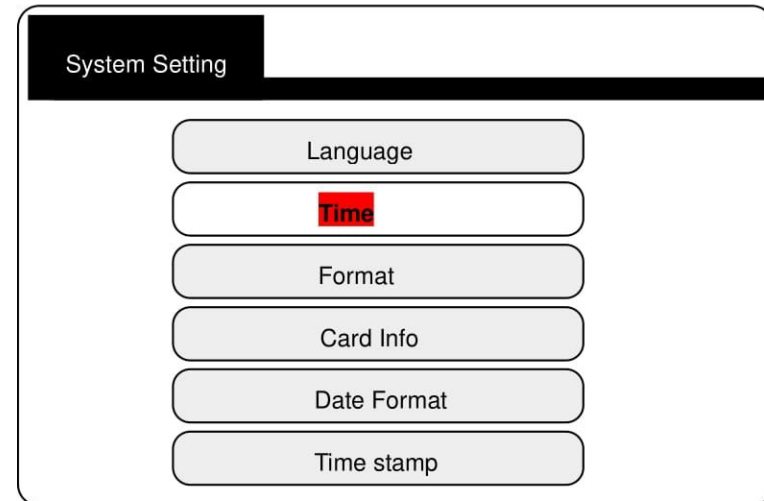 System Setting
Language
Time
Format
Card Info
Date Format
Time stamp